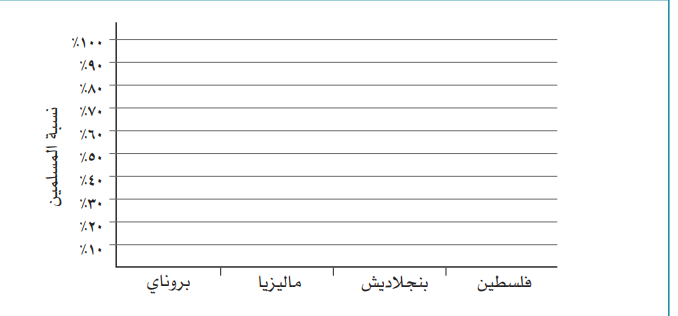 ٪١٠٠
٪٩٠
٪٨٠
٪٧٠
٪٦٠
٪٥٠
٪٤٠
٪٣٠
٪٢٠
٪١٠
نسبة المسلمين
فلسطين
بنجلاديش
ماليزيا
بروناي